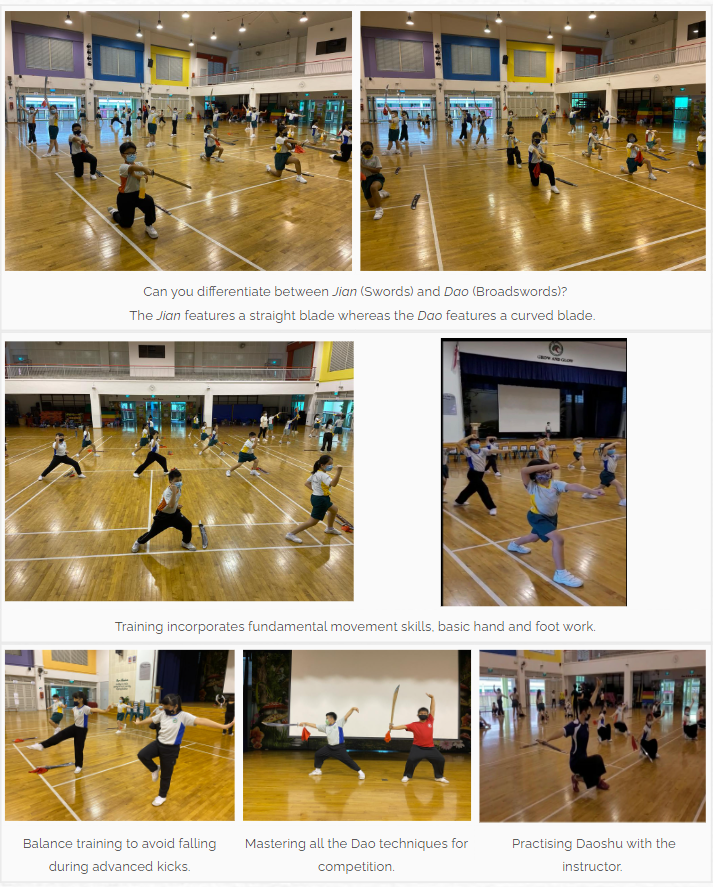 Can you differentiate between Jian (Swords) and Dao (Broadswords)?
The Jian features a straight blade whereas the Dao features a curved blade.
Training incorporates fundamental movement skills, basic hand and foot work.
Balance training to avoid falling
during advanced kicks.
Mastering all the Dao techniques for
competition.
Practising Daoshu with the
instructor.